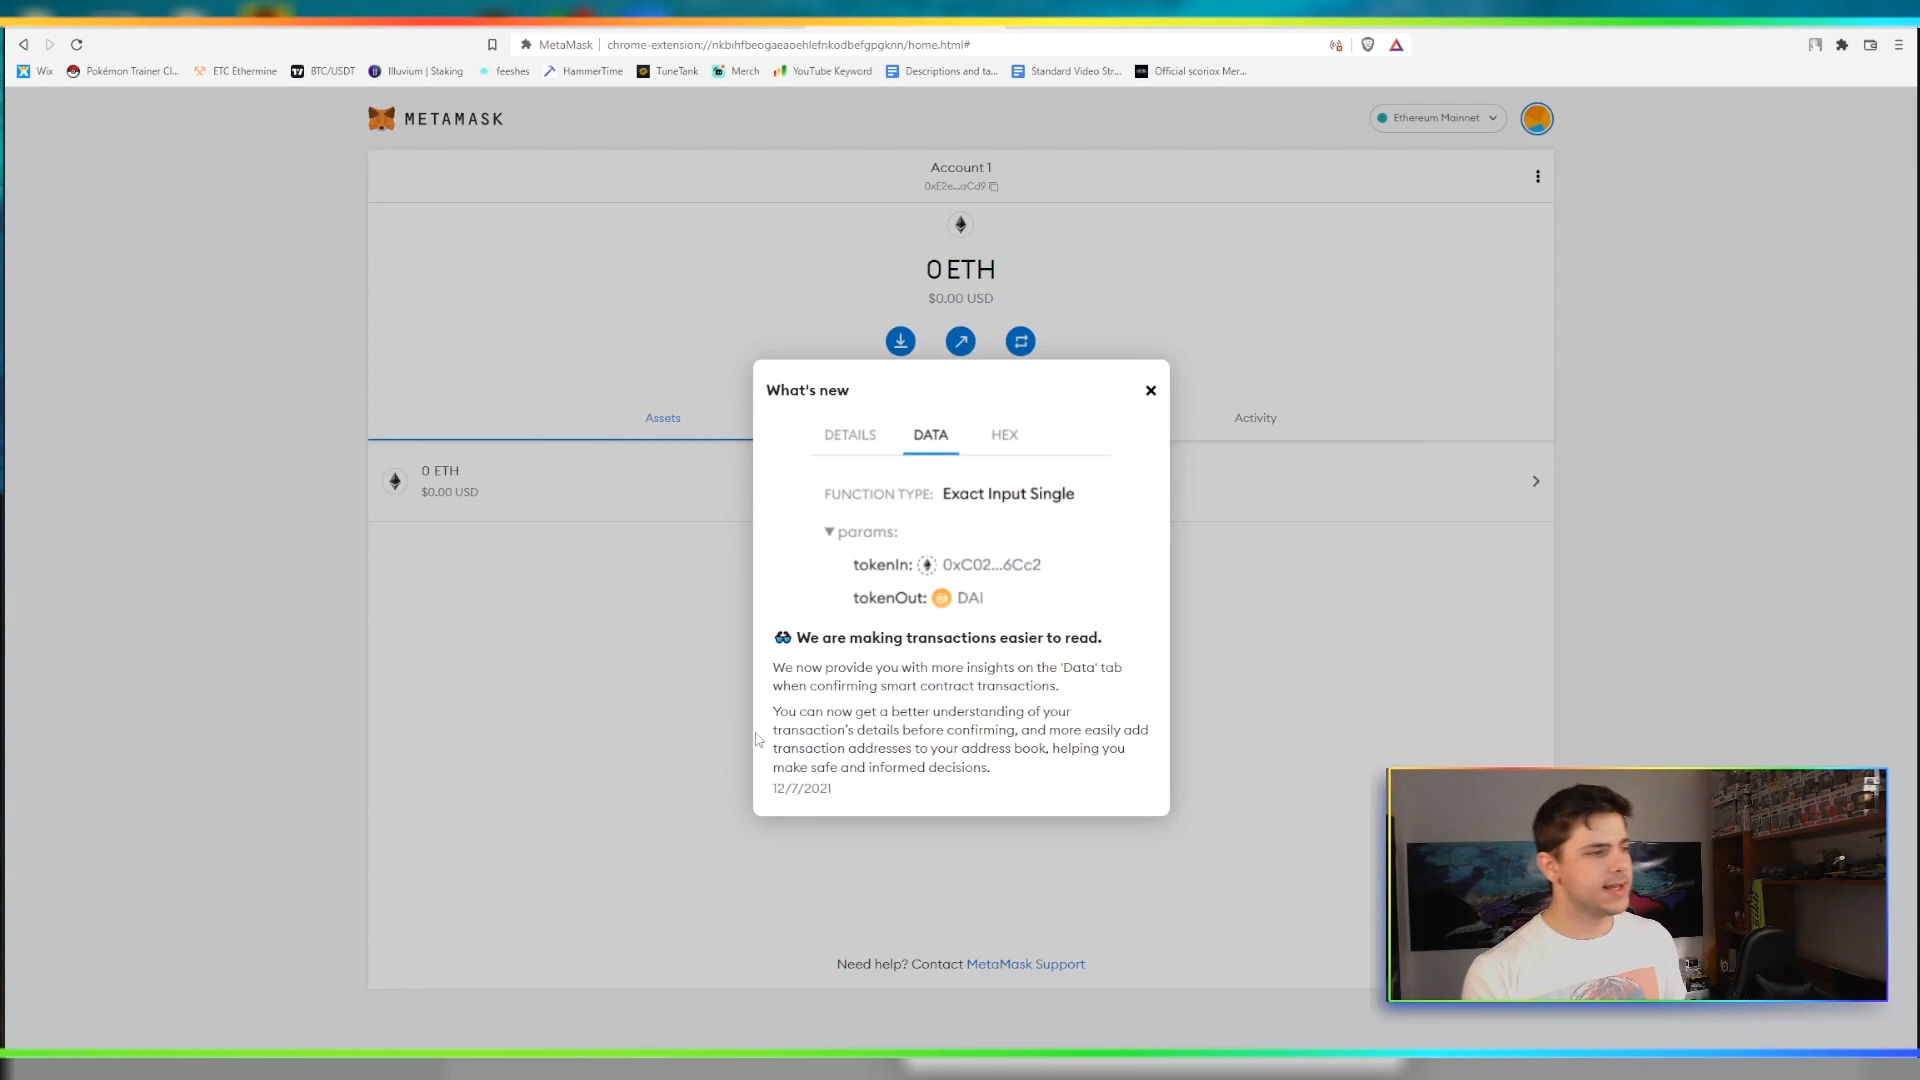 MetaMask
chrome-extension://nkbihfbeogaeaoehlefnkodbefgpgknn/home.html#
Wix
Pokémon Trainer Cl...
ETC Ethermine
BTC/USDT
Illuvium | Staking
feeshes
HammerTime
TuneTank
Merch
YouTube Keyword
Descriptions and ta...
Standard Video Str...
Official scoriox Mer...
METAMASK
Ethereum Mainnet
Account 1
0xE2e...aCd9
0 ETH
$0.00 USD
Assets
Activity
0 ETH
$0.00 USD
What's new
DETAILS
DATA
HEX
FUNCTION TYPE: Exact Input Single
params:
tokenIn: 0xC02...6Cc2
tokenOut: DAI
We are making transactions easier to read.
We now provide you with more insights on the 'Data' tab
when confirming smart contract transactions.
You can now get a better understanding of your
transaction’s details before confirming, and more easily add
transaction addresses to your address book, helping you
make safe and informed decisions.
12/7/2021
Need help? Contact MetaMask Support